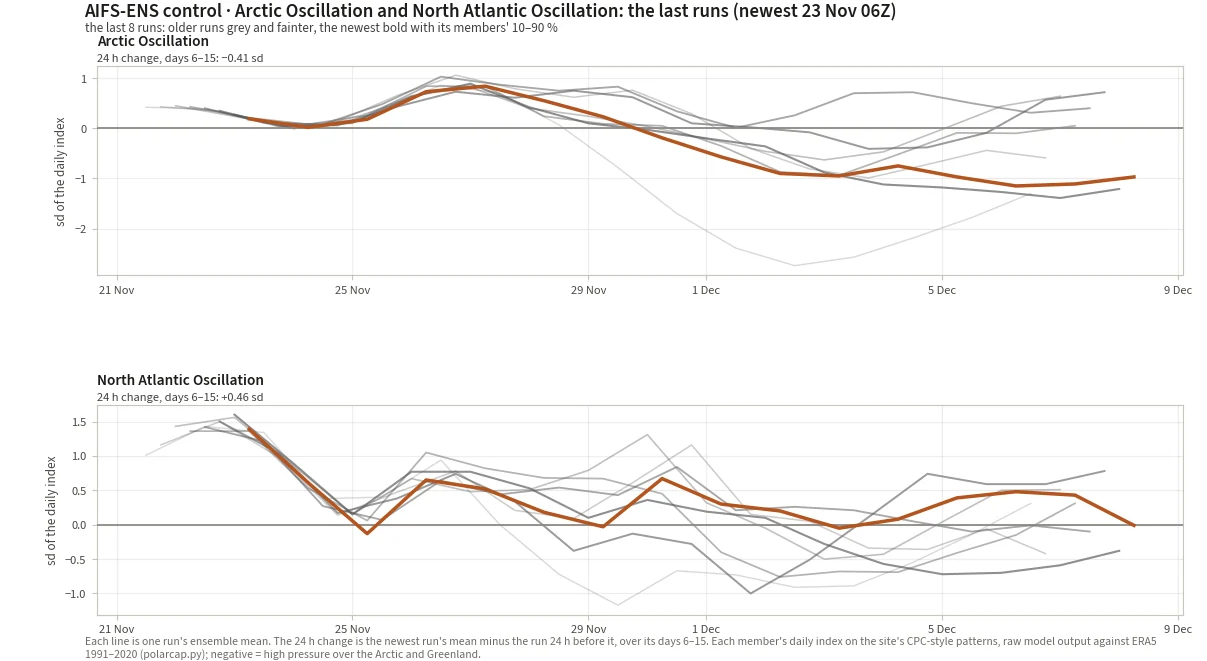 AIFS-ENS control · Arctic Oscillation and North Atlantic Oscillation: the last runs (newest 23 Nov 06Z)
the last 8 runs: older runs grey and fainter, the newest bold with its members' 10–90 %
Arctic Oscillation
24 h change, days 6–15: −0.41 sd
sd of the daily index
1
0
−1
−2
21 Nov
25 Nov
29 Nov
1 Dec
5 Dec
9 Dec
North Atlantic Oscillation
24 h change, days 6–15: +0.46 sd
sd of the daily index
1.5
1.0
0.5
0.0
−0.5
−1.0
21 Nov
25 Nov
29 Nov
1 Dec
5 Dec
9 Dec
Each line is one run's ensemble mean. The 24 h change is the newest run's mean minus the run 24 h before it, over its days 6–15. Each member's daily index on the site's CPC-style patterns, raw model output against ERA5
1991–2020 (polarcap.py); negative = high pressure over the Arctic and Greenland.